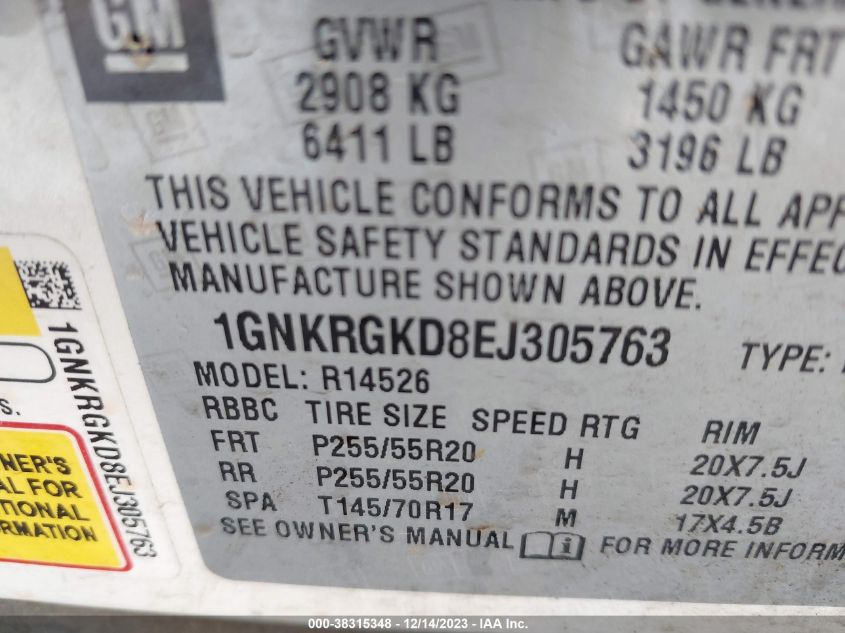 GM
GVWR GAWR FRT
2908 KG 1450 KG
6411 LB 3196 LB
THIS VEHICLE CONFORMS TO ALL APP
VEHICLE SAFETY STANDARDS IN EFFEC
MANUFACTURE SHOWN ABOVE.
1GNKRGKD8EJ305763 TYPE:
MODEL: R14526
RBBC TIRE SIZE SPEED RTG RIM
FRT P255/55R20 H 20X7.5J
RR P255/55R20 H 20X7.5J
SPA T145/70R17 M 17X4.5B
SEE OWNER'S MANUAL FOR MORE INFORM
1GNKRGKD8EJ305763
S.
NER'S
AL FOR
TIONAL
ORMATION
000-38315348 - 12/14/2023 - IAA Inc.